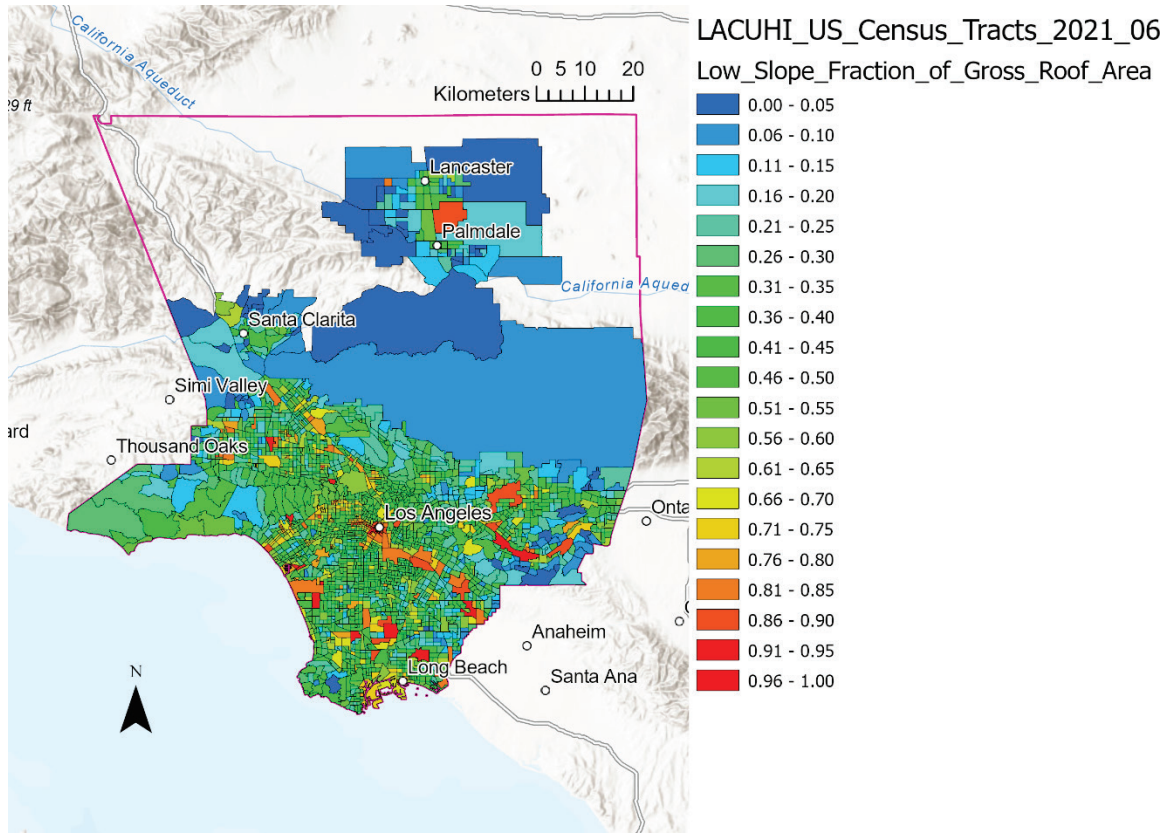 LACUHI_US_Census_Tracts_2021_06
Low_Slope_Fraction_of_Gross_Roof_Area
0.00 - 0.05
0.06 - 0.10
0.11 - 0.15
0.16 - 0.20
0.21 - 0.25
0.26 - 0.30
0.31 - 0.35
0.36 - 0.40
0.41 - 0.45
0.46 - 0.50
0.51 - 0.55
0.56 - 0.60
0.61 - 0.65
0.66 - 0.70
0.71 - 0.75
0.76 - 0.80
0.81 - 0.85
0.86 - 0.90
0.91 - 0.95
0.96 - 1.00
California Aqueduct
0 5 10 20
Kilometers
29 ft
Lancaster
Palmdale
California Aqued
Santa Clarita
Simi Valley
ard
Thousand Oaks
Los Angeles
Onta
Anaheim
Long Beach
Santa Ana
N